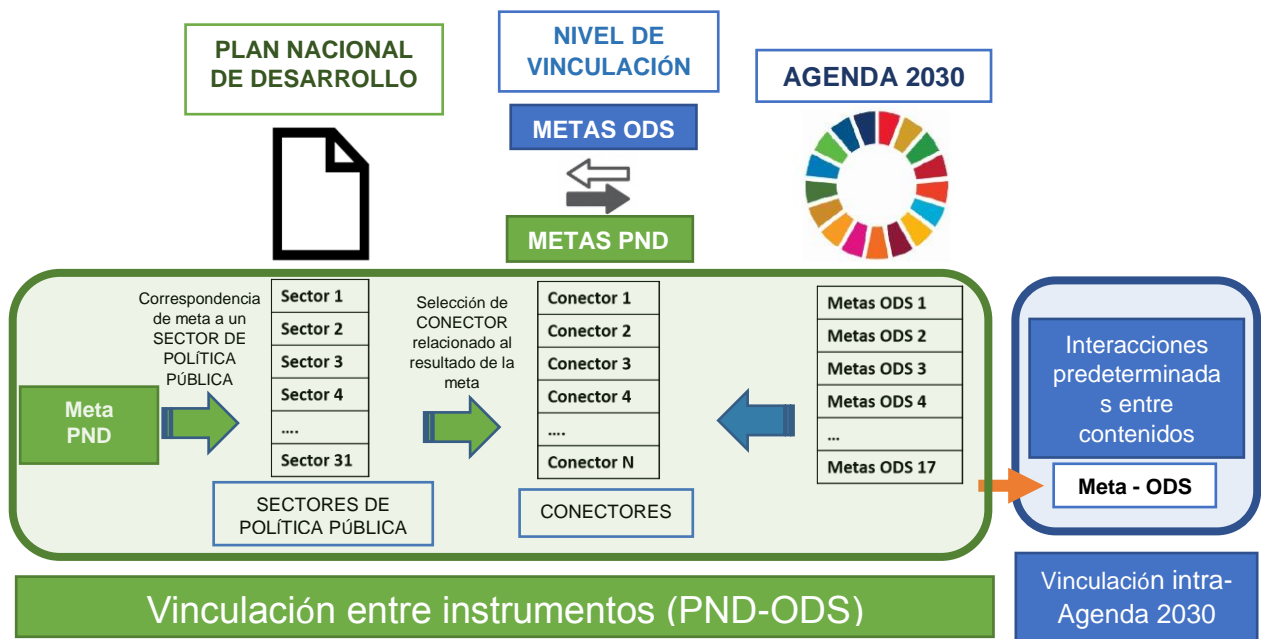 PLAN NACIONAL
DE DESARROLLO
NIVEL DE
VINCULACIÓN
AGENDA 2030
METAS ODS
METAS PND
Meta
PND
Correspondencia
de meta a un
SECTOR DE
POLÍTICA
PÚBLICA
Sector 1
Sector 2
Sector 3
Sector 4
....
Sector 31
SECTORES DE
POLÍTICA PÚBLICA
Selección de
CONECTOR
relacionado al
resultado de la
meta
Conector 1
Conector 2
Conector 3
Conector 4
....
Conector N
CONECTORES
Metas ODS 1
Metas ODS 2
Metas ODS 3
Metas ODS 4
...
Metas ODS 17
Interacciones
predeterminada
s entre
contenidos
Meta - ODS
Vinculación entre instrumentos (PND-ODS)
Vinculación intra-
Agenda 2030